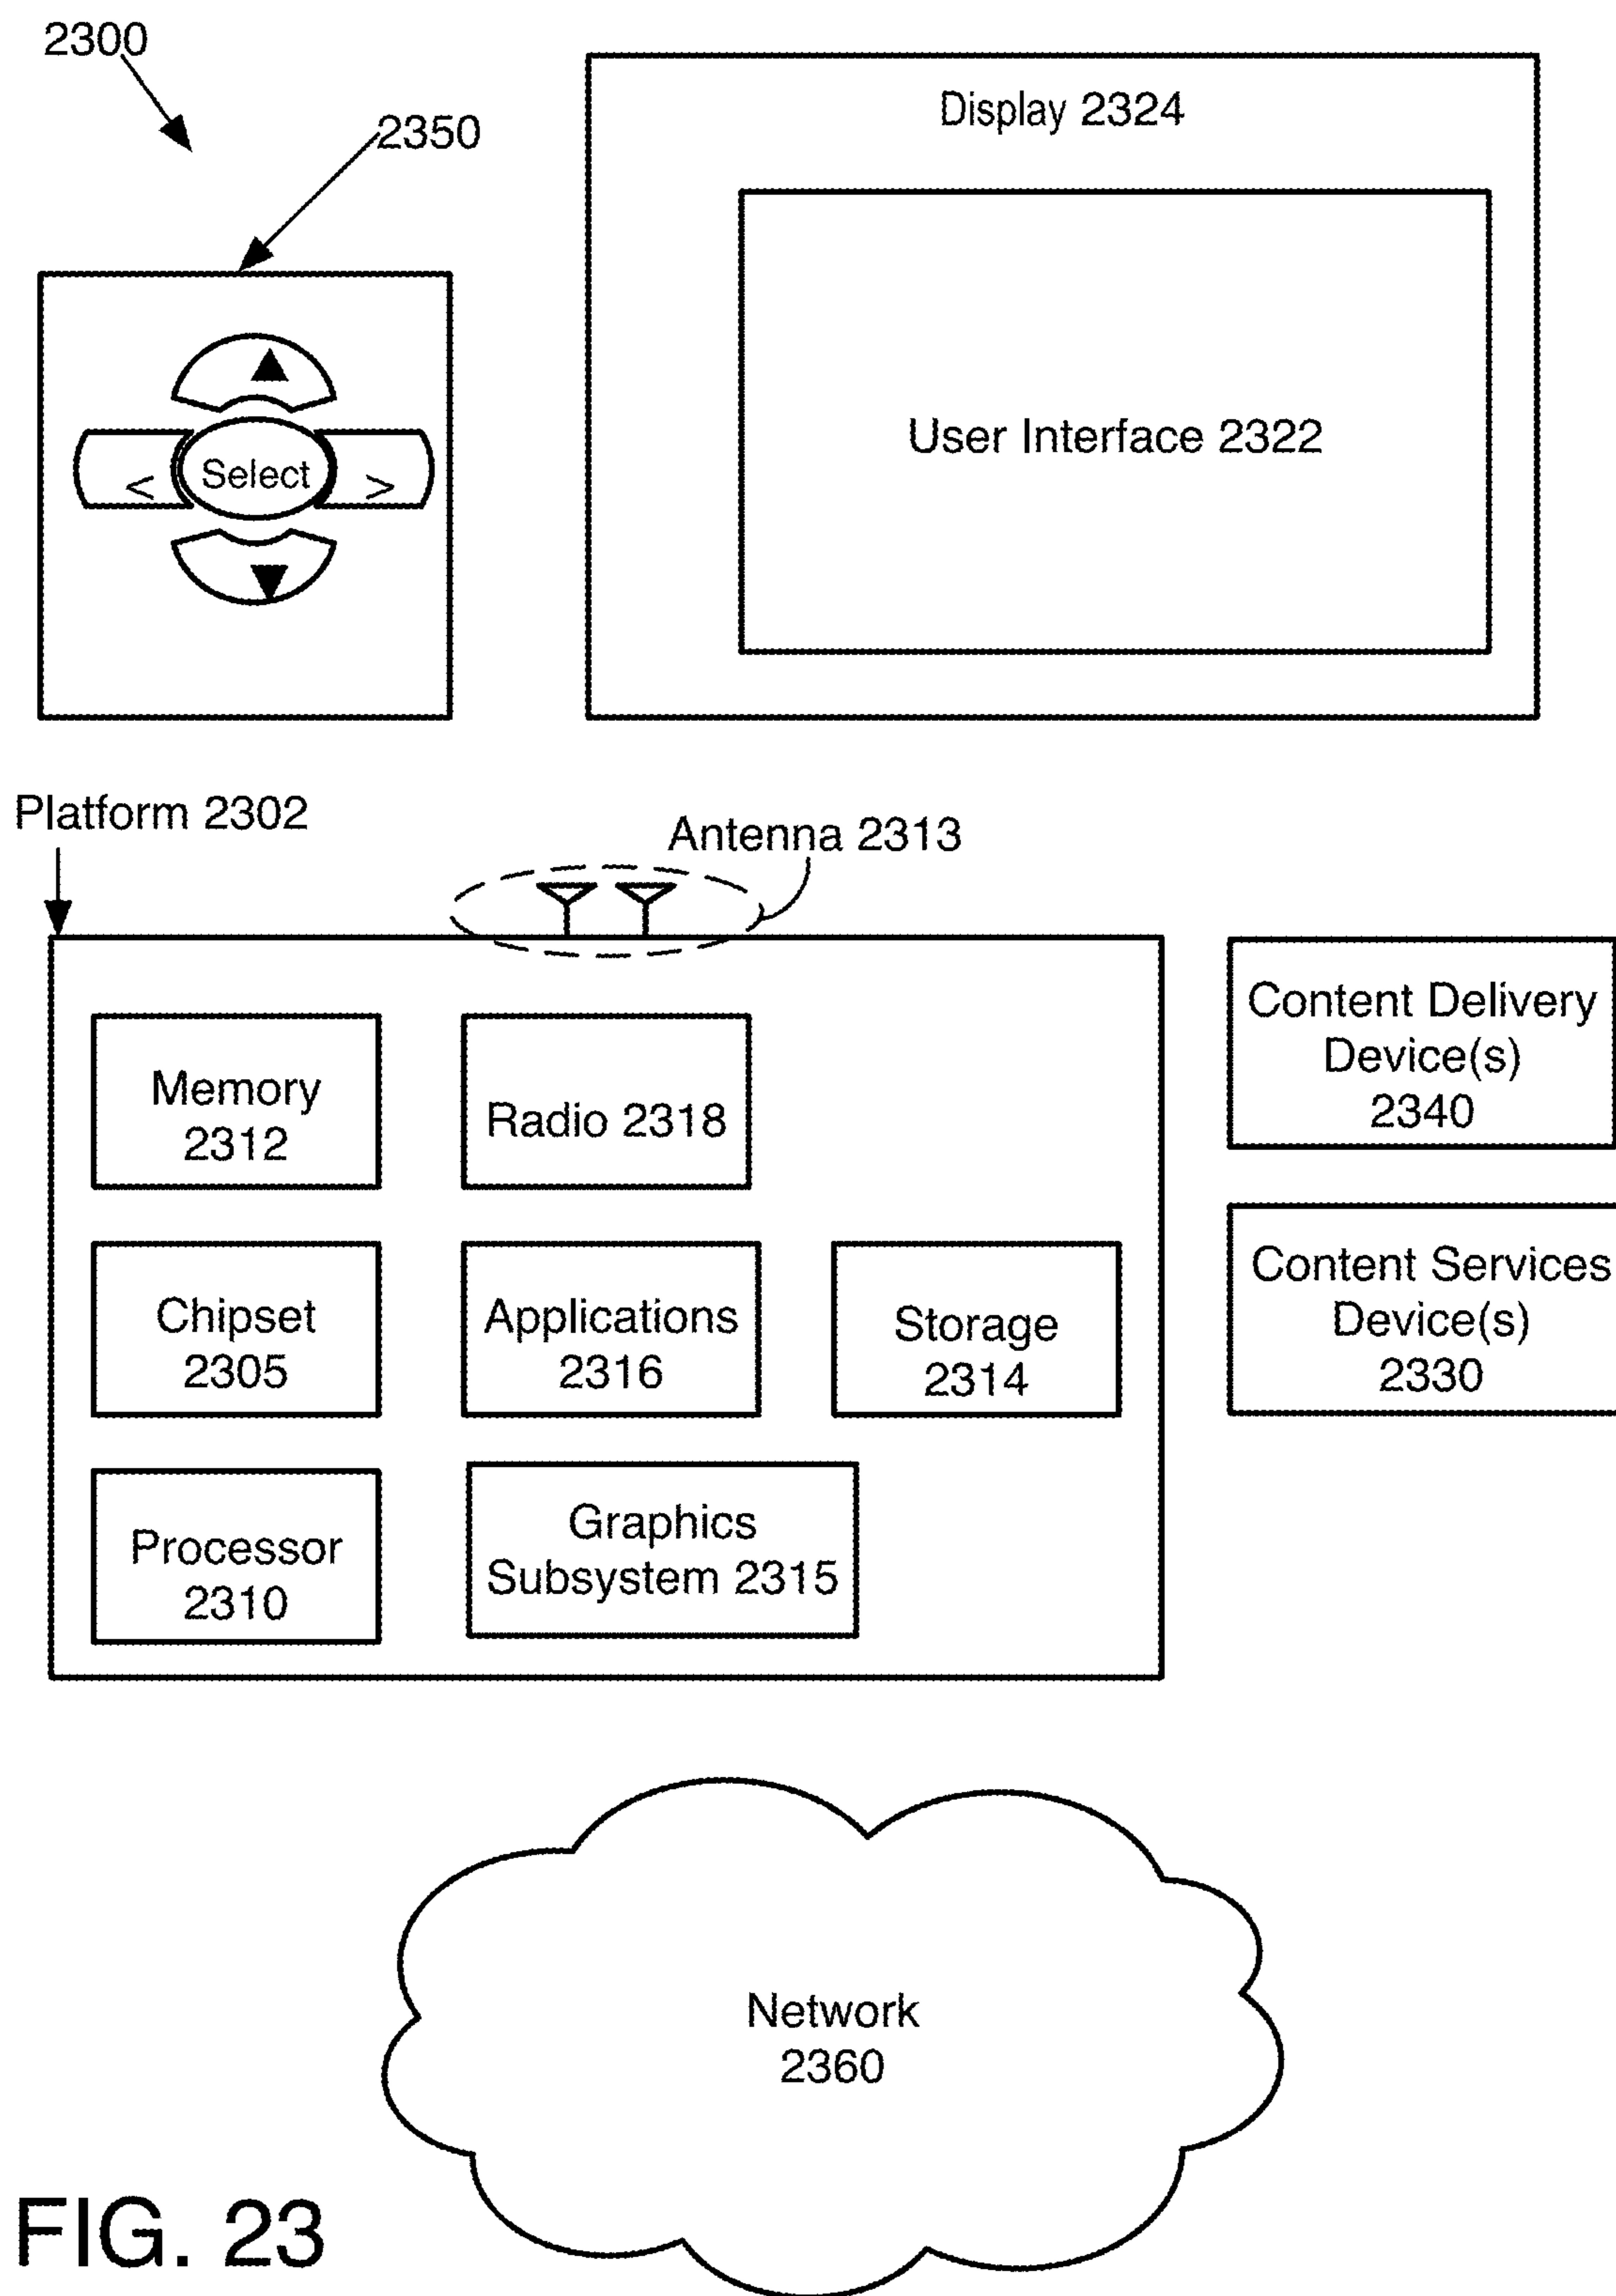 2300
2350
Display 2324
User Interface 2322
<
Select
>
Platform 2302
Antenna 2313
Memory
2312
Radio 2318
Content Delivery
Device(s)
2340
Chipset
2305
Applications
2316
Storage
2314
Content Services
Device(s)
2330
Processor
2310
Graphics
Subsystem 2315
Network
2360
FIG. 23